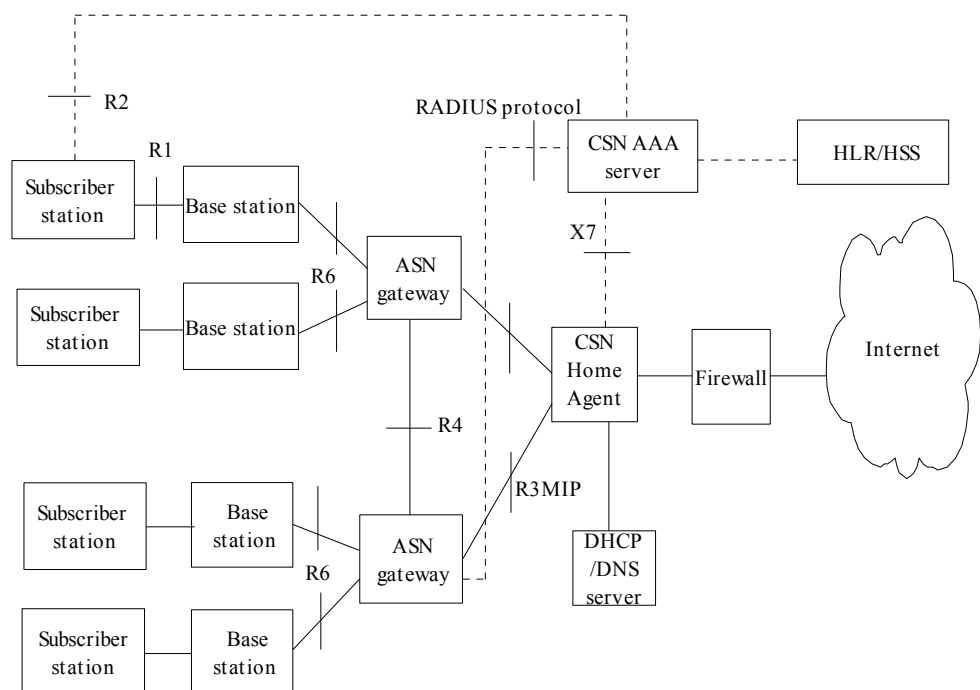 R2
RADIUS protocol
CSN AAA
server
HLR/HSS
R1
Subscriber
station
Base station
X7
ASN
gateway
R6
Subscriber
station
Base station
CSN
Home
Agent
Firewall
Internet
R4
R3MIP
Subscriber
station
Base
station
ASN
gateway
DHCP
/DNS
server
R6
Subscriber
station
Base
station